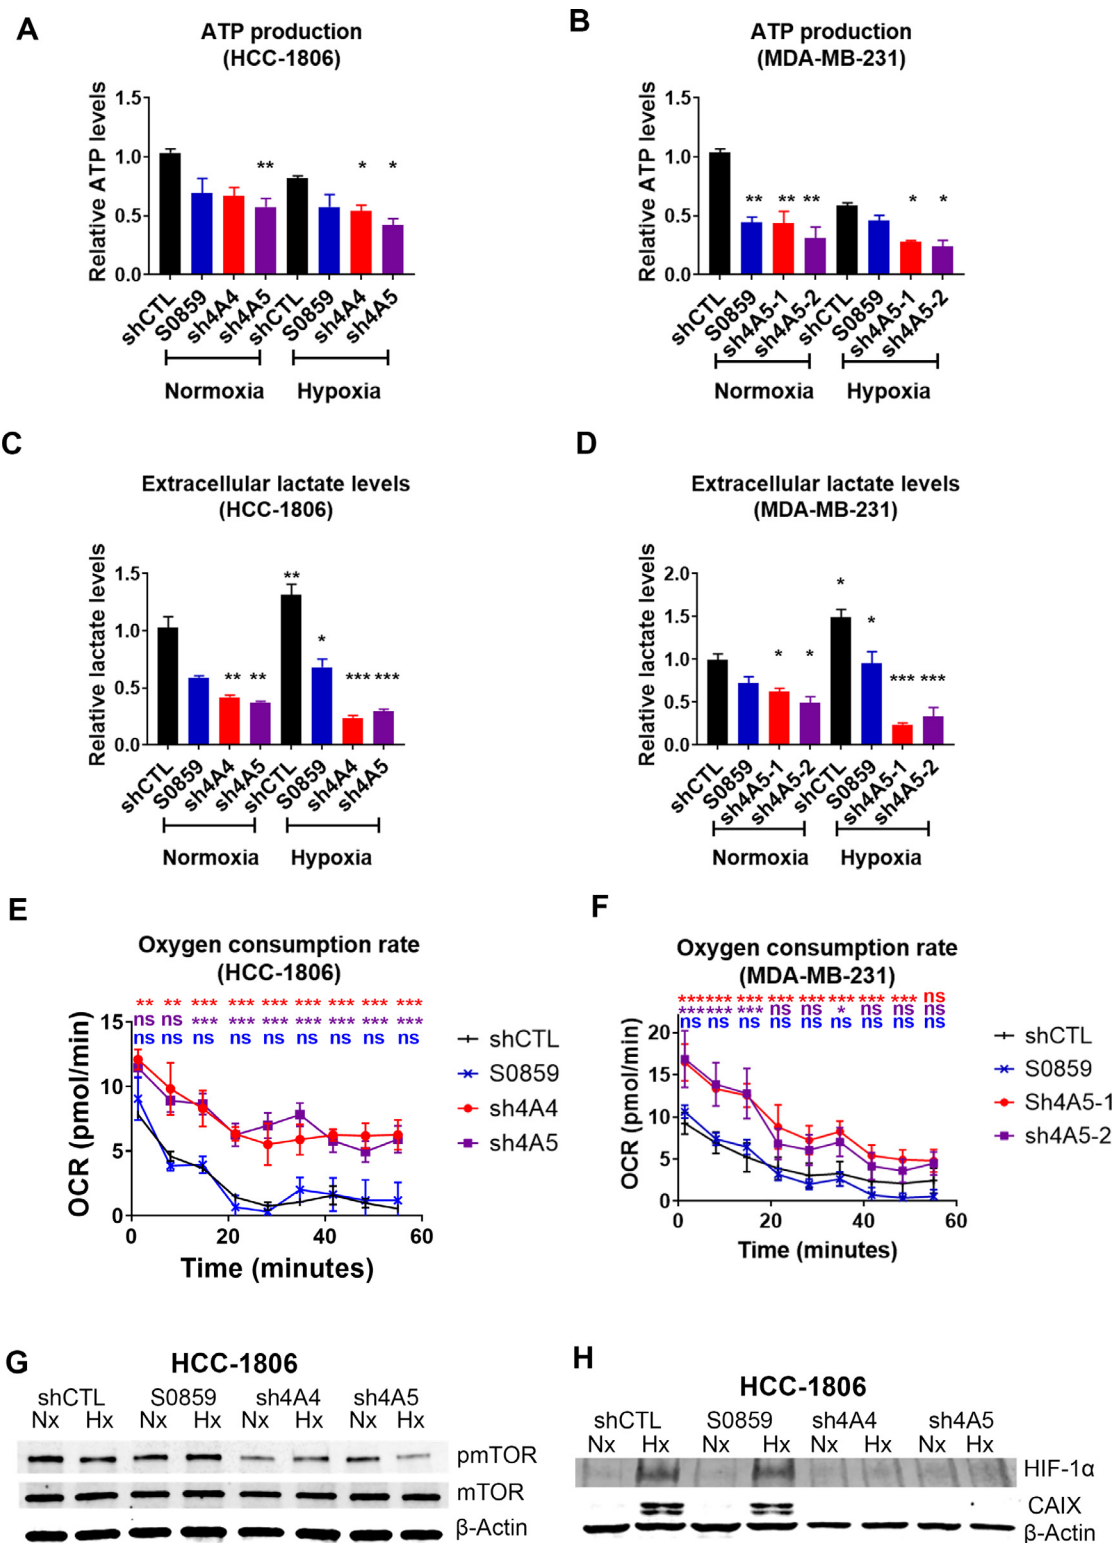 A
ATP production
(HCC-1806)
Relative ATP levels
1.5
1.0
0.5
0.0
** * *
shCTL S0859 sh4A4 sh4A5 shCTL S0859 sh4A4 sh4A5
Normoxia Hypoxia
B
ATP production
(MDA-MB-231)
Relative ATP levels
1.5
1.0
0.5
0.0
** ** ** * *
shCTL S0859 sh4A5-1 sh4A5-2 shCTL S0859 sh4A5-1 sh4A5-2
Normoxia Hypoxia
C
Extracellular lactate levels
(HCC-1806)
Relative lactate levels
1.5
1.0
0.5
0.0
** ** ** * *** ***
shCTL S0859 sh4A4 sh4A5 shCTL S0859 sh4A4 sh4A5
Normoxia Hypoxia
D
Extracellular lactate levels
(MDA-MB-231)
Relative lactate levels
2.0
1.5
1.0
0.5
0.0
* * * * *** ***
shCTL S0859 sh4A5-1 sh4A5-2 shCTL S0859 sh4A5-1 sh4A5-2
Normoxia Hypoxia
E
Oxygen consumption rate
(HCC-1806)
** ** *** *** *** *** *** *** ***
ns ns *** *** *** *** *** *** ***
ns ns ns ns ns ns ns ns ns
OCR (pmol/min)
15
10
5
0
0 20 40 60
Time (minutes)
shCTL
S0859
sh4A4
sh4A5
F
Oxygen consumption rate
(MDA-MB-231)
*** *** *** *** *** *** *** *** ns
*** *** *** ns ns * ns ns ns
ns ns ns ns ns ns ns ns ns
OCR (pmol/min)
20
15
10
5
0
0 20 40 60
Time (minutes)
shCTL
S0859
Sh4A5-1
sh4A5-2
G
HCC-1806
shCTL S0859 sh4A4 sh4A5
Nx Hx Nx Hx Nx Hx Nx Hx
pmTOR
mTOR
β-Actin
H
HCC-1806
shCTL S0859 sh4A4 sh4A5
Nx Hx Nx Hx Nx Hx Nx Hx
HIF-1α
CAIX
β-Actin